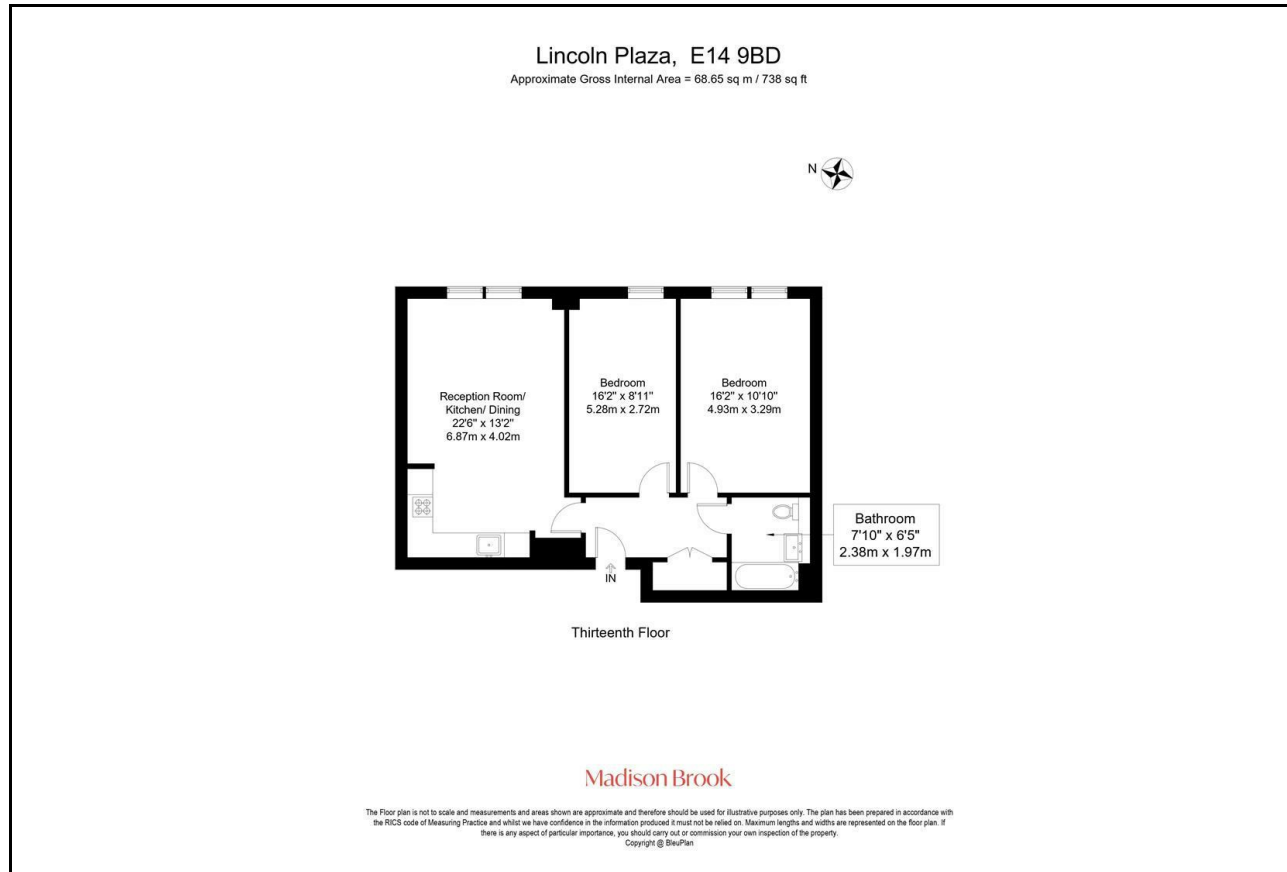 Lincoln Plaza, E14 9BD
Approximate Gross Internal Area = 68.65 sq m / 738 sq ft
N
Reception Room/
Kitchen/ Dining
22'6" x 13'2"
6.87m x 4.02m
Bedroom
16'2" x 8'11"
5.28m x 2.72m
Bedroom
16'2" x 10'10"
4.93m x 3.29m
Bathroom
7'10" x 6'5"
2.38m x 1.97m
IN
Thirteenth Floor
Madison Brook
The Floor plan is not to scale and measurements and areas shown are approximate and therefore should be used for illustrative purposes only. The plan has been prepared in accordance with
the RICS code of Measuring Practice and whilst we have confidence in the information produced it must not be relied on. Maximum lengths and widths are represented on the floor plan. If
there is any aspect of particular importance, you should carry out or commission your own inspection of the property.
Copyright @ BleuPlan